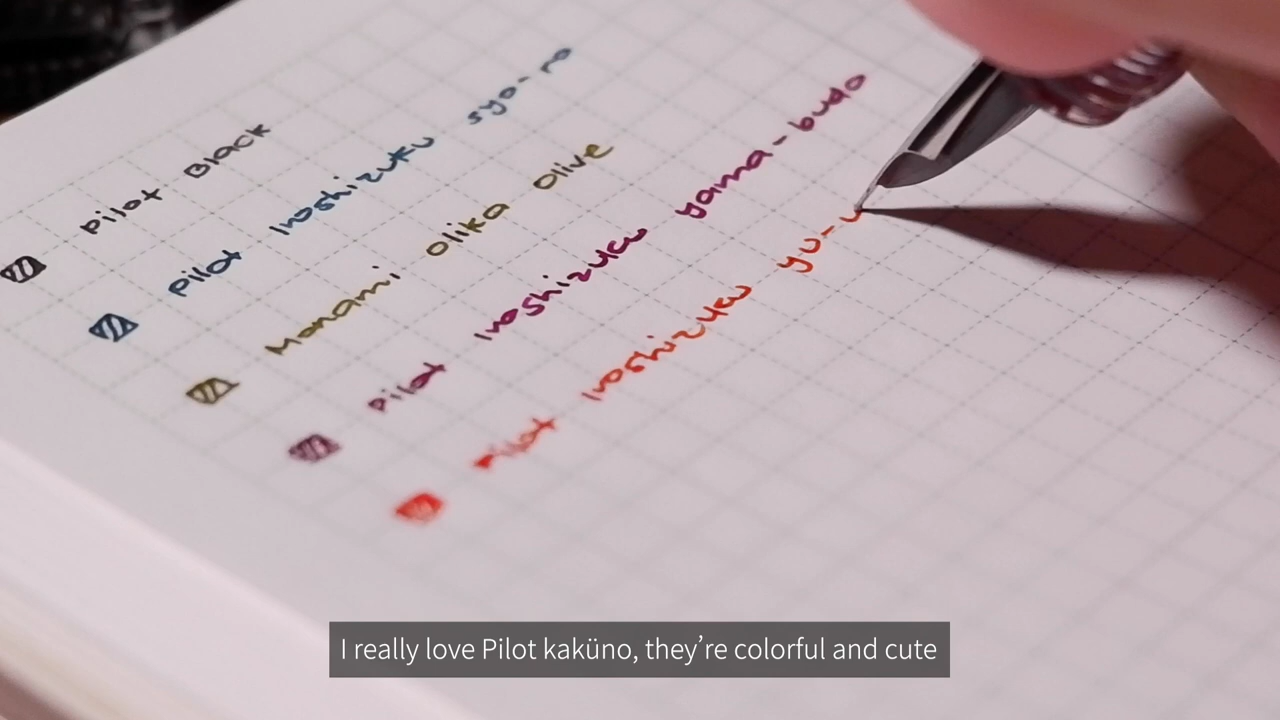 Pilot Black
Pilot Iroshizuku syo-ro
Monami Olika Olive
Pilot Iroshizuku yama-budo
Pilot Iroshizuku yu-
I really love Pilot kaküno, they’re colorful and cute